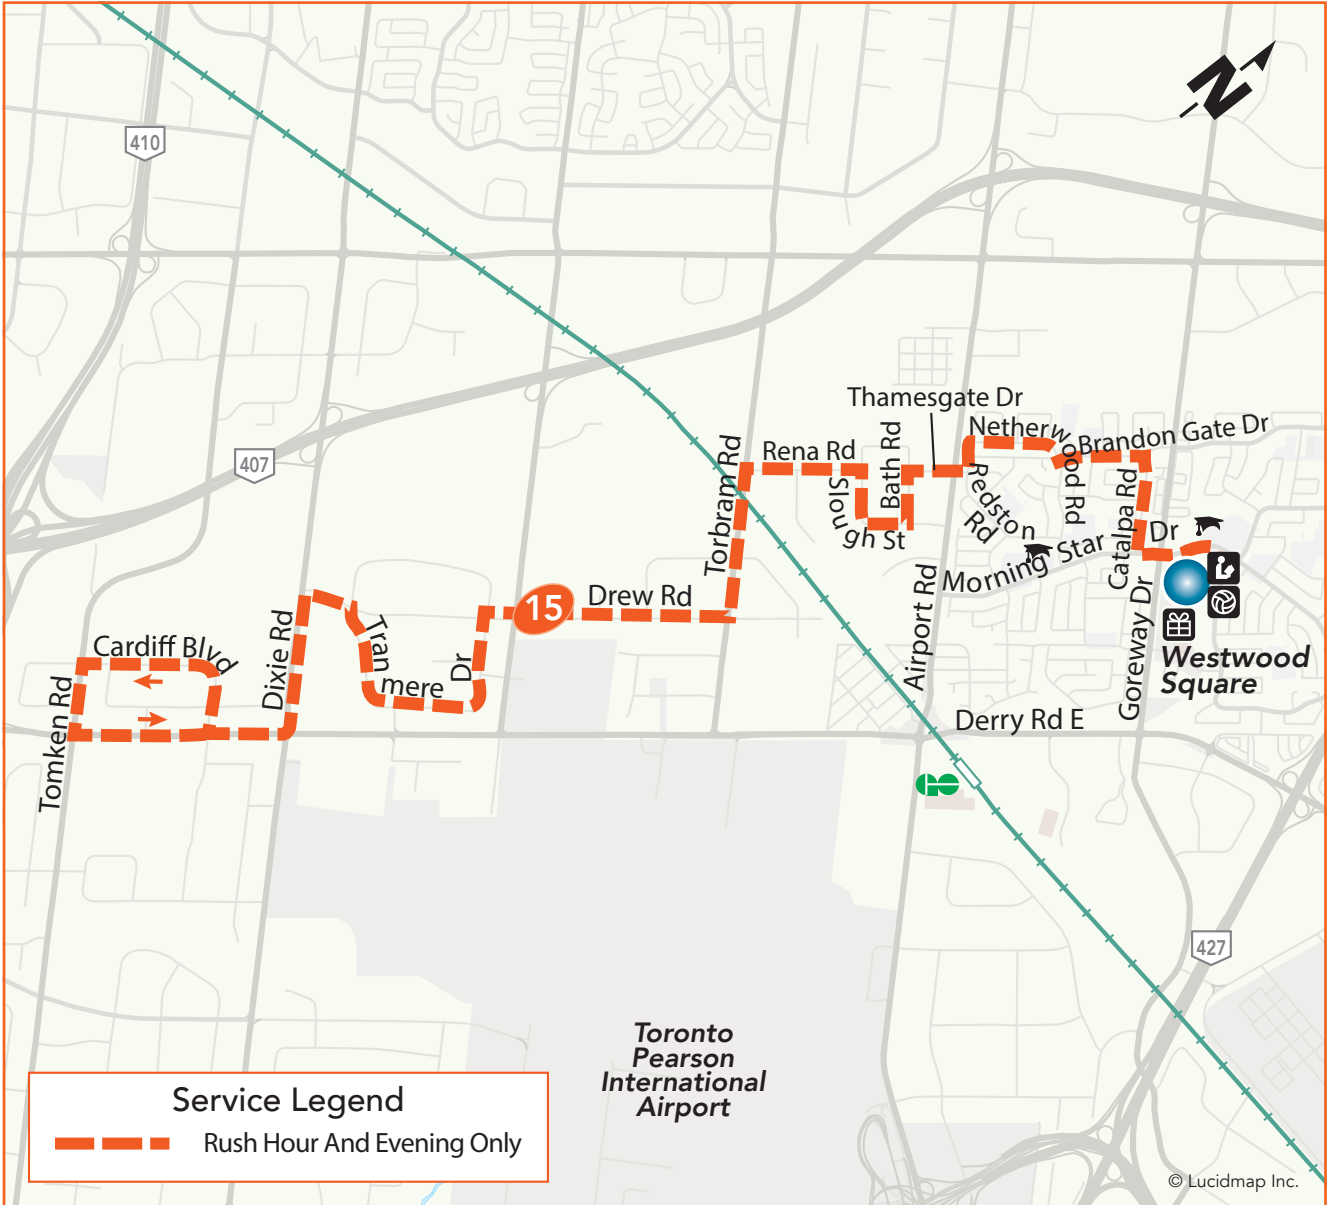 N
410
407
Thamesgate Dr
Netherwood Rd
Brandon Gate Dr
Rena Rd
Bath Rd
Torbram Rd
Slough St
Redston Rd
Catalpa Rd
Morning Star Dr
Airport Rd
Goreway Dr
Westwood
Square
15
Drew Rd
Tranmere Dr
Dixie Rd
Cardiff Blvd
Tomken Rd
Derry Rd E
GO
427
Toronto
Pearson
International
Airport
Service Legend
Rush Hour And Evening Only
© Lucidmap Inc.